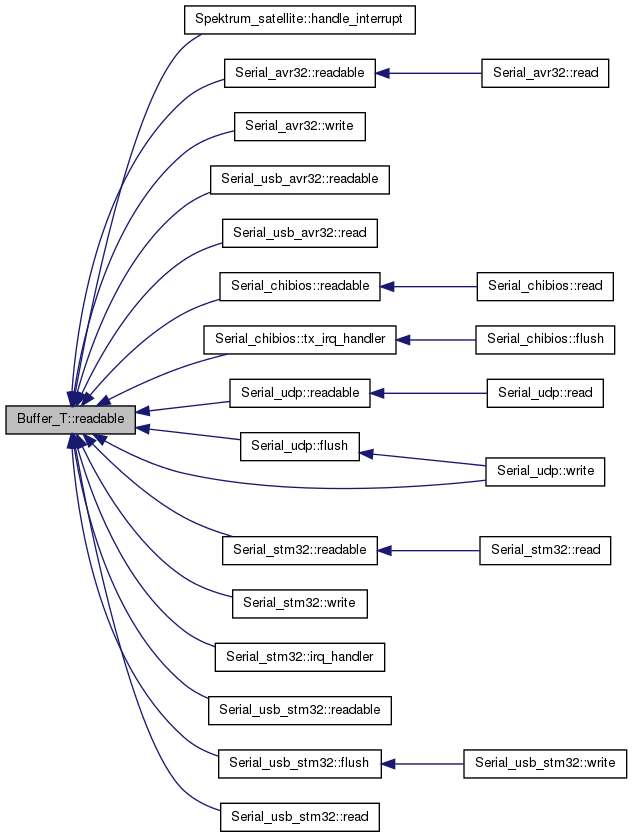 Spektrum_satellite::handle_interrupt
Serial_avr32::readable
Serial_avr32::read
Serial_avr32::write
Serial_usb_avr32::readable
Serial_usb_avr32::read
Serial_chibios::readable
Serial_chibios::read
Serial_chibios::tx_irq_handler
Serial_chibios::flush
Serial_udp::readable
Serial_udp::read
Buffer_T::readable
Serial_udp::flush
Serial_udp::write
Serial_stm32::readable
Serial_stm32::read
Serial_stm32::write
Serial_stm32::irq_handler
Serial_usb_stm32::readable
Serial_usb_stm32::flush
Serial_usb_stm32::write
Serial_usb_stm32::read